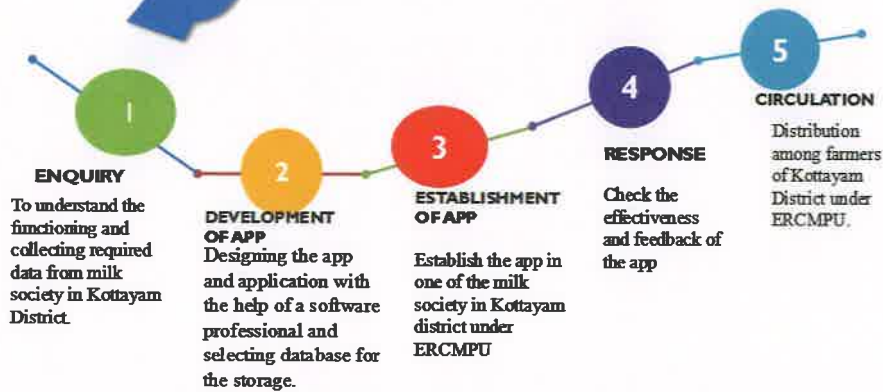 1
ENQUIRY
To understand the
functioning and
collecting required
data from milk
society in Kottayam
District.
2
DEVELOPMENT
OF APP
Designing the app
and application with
the help of a software
professional and
selecting database for
the storage.
3
ESTABLISHMENT
OF APP
Establish the app in
one of the milk
society in Kottayam
district under
ERCMPU
4
RESPONSE
Check the
effectiveness
and feedback of
the app
5
CIRCULATION
Distribution
among farmers
of Kottayam
District under
ERCMPU.